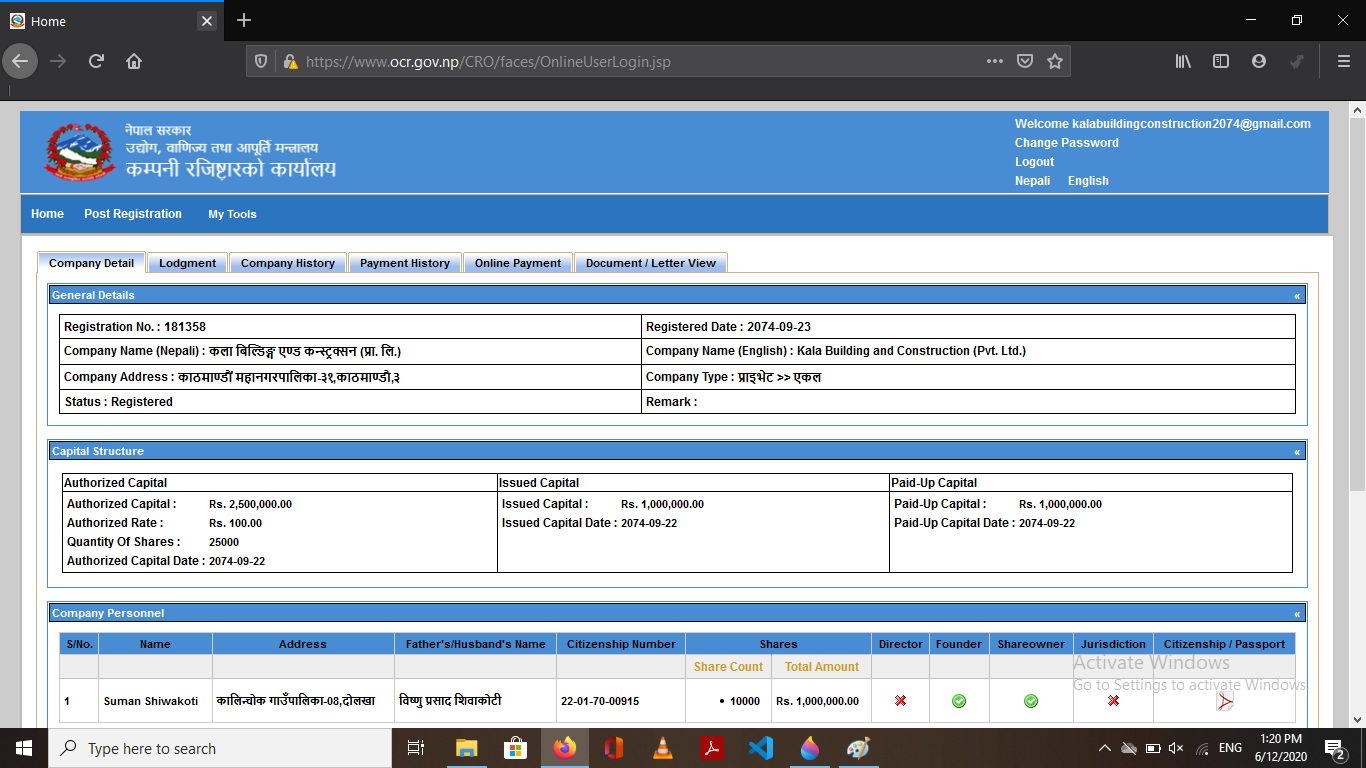 Home
https://www.ocr.gov.np/CRO/faces/OnlineUserLogin.jsp
नेपाल सरकार
उद्योग, वाणिज्य तथा आपूर्ति मन्त्रालय
कम्पनी रजिष्ट्रारको कार्यालय
Welcome kalabuildingconstruction2074@gmail.com
Change Password
Logout
Nepali English
Home Post Registration My Tools
Company Detail Lodgment Company History Payment History Online Payment Document / Letter View
General Details «
Registration No. : 181358 Registered Date : 2074-09-23
Company Name (Nepali) : कला बिल्डिङ्ग एण्ड कन्स्ट्रक्सन (प्रा. लि.) Company Name (English) : Kala Building and Construction (Pvt. Ltd.)
Company Address : काठमाण्डौं महानगरपालिका-३१,काठमाण्डौ,३ Company Type : प्राइभेट >> एकल
Status : Registered Remark :
Capital Structure «
Authorized Capital Issued Capital Paid-Up Capital
Authorized Capital : Rs. 2,500,000.00 Issued Capital : Rs. 1,000,000.00 Paid-Up Capital : Rs. 1,000,000.00
Authorized Rate : Rs. 100.00 Issued Capital Date : 2074-09-22 Paid-Up Capital Date : 2074-09-22
Quantity Of Shares : 25000
Authorized Capital Date : 2074-09-22
Company Personnel «
S/No. Name Address Father's/Husband's Name Citizenship Number Shares Director Founder Shareowner Jurisdiction Citizenship / Passport
Share Count Total Amount
Activate Windows
Go to Settings to activate Windows
1 Suman Shiwakoti कालिन्चोक गाउँपालिका-08,दोलखा विष्णु प्रसाद शिवाकोटी 22-01-70-00915 • 10000 Rs. 1,000,000.00
Type here to search
ENG
1:20 PM
6/12/2020
2